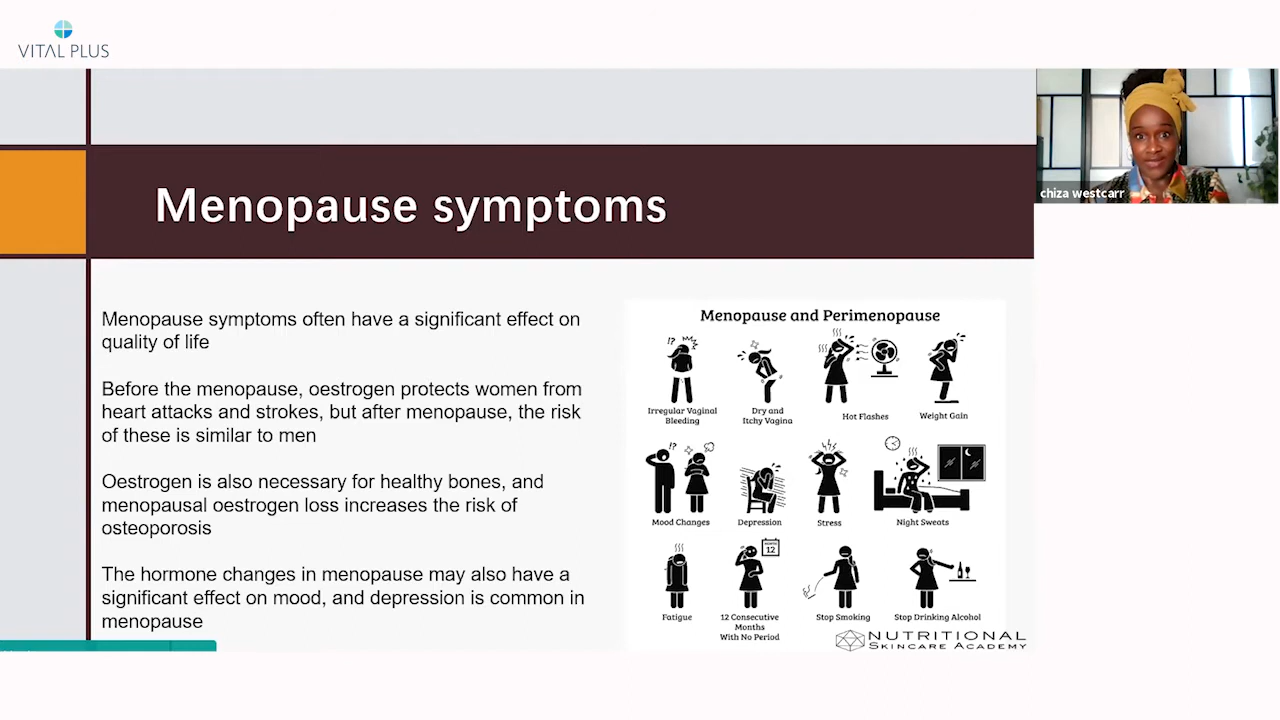 VITAL PLUS
chiza westcarr
Menopause symptoms
Menopause symptoms often have a significant effect on
quality of life
Before the menopause, oestrogen protects women from
heart attacks and strokes, but after menopause, the risk
of these is similar to men
Oestrogen is also necessary for healthy bones, and
menopausal oestrogen loss increases the risk of
osteoporosis
The hormone changes in menopause may also have a
significant effect on mood, and depression is common in
menopause
Menopause and Perimenopause
!?
Irregular Vaginal
Bleeding
Dry and
Itchy Vagina
Hot Flashes
Weight Gain
!?
Mood Changes
Depression
Stress
Night Sweats
Fatigue
12
12 Consecutive
Months
With No Period
Stop Smoking
Stop Drinking Alcohol
NUTRITIONAL
SKINCARE ACADEMY